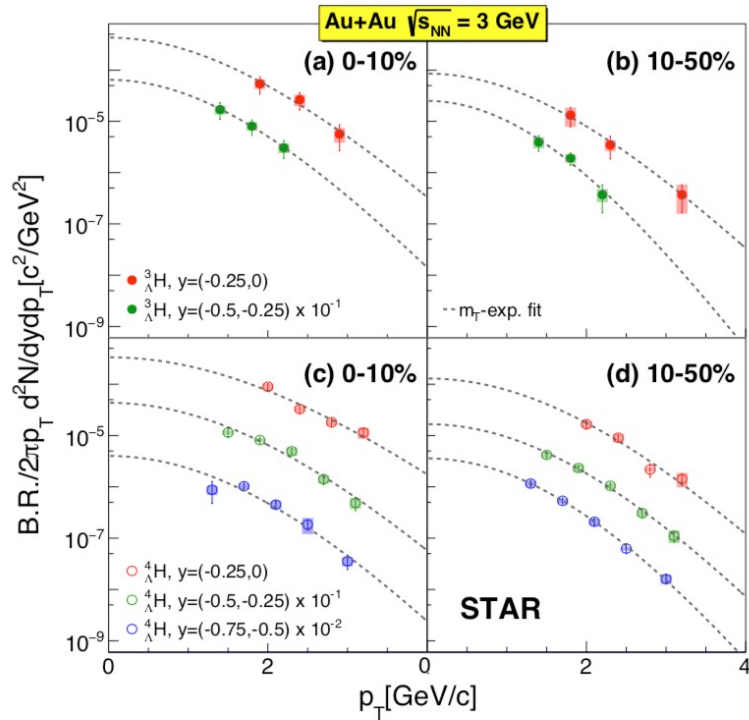 Au+Au √s_NN = 3 GeV
(a) 0-10%
(b) 10-50%
10⁻⁵
10⁻⁷
10⁻⁹
³_ΛH, y=(-0.25,0)
³_ΛH, y=(-0.5,-0.25) x 10⁻¹
m_T-exp. fit
B.R./2πp_T d²N/dydp_T[c²/GeV²]
(c) 0-10%
(d) 10-50%
10⁻⁵
10⁻⁷
10⁻⁹
⁴_ΛH, y=(-0.25,0)
⁴_ΛH, y=(-0.5,-0.25) x 10⁻¹
⁴_ΛH, y=(-0.75,-0.5) x 10⁻²
STAR
0 2 0 2 4
p_T[GeV/c]